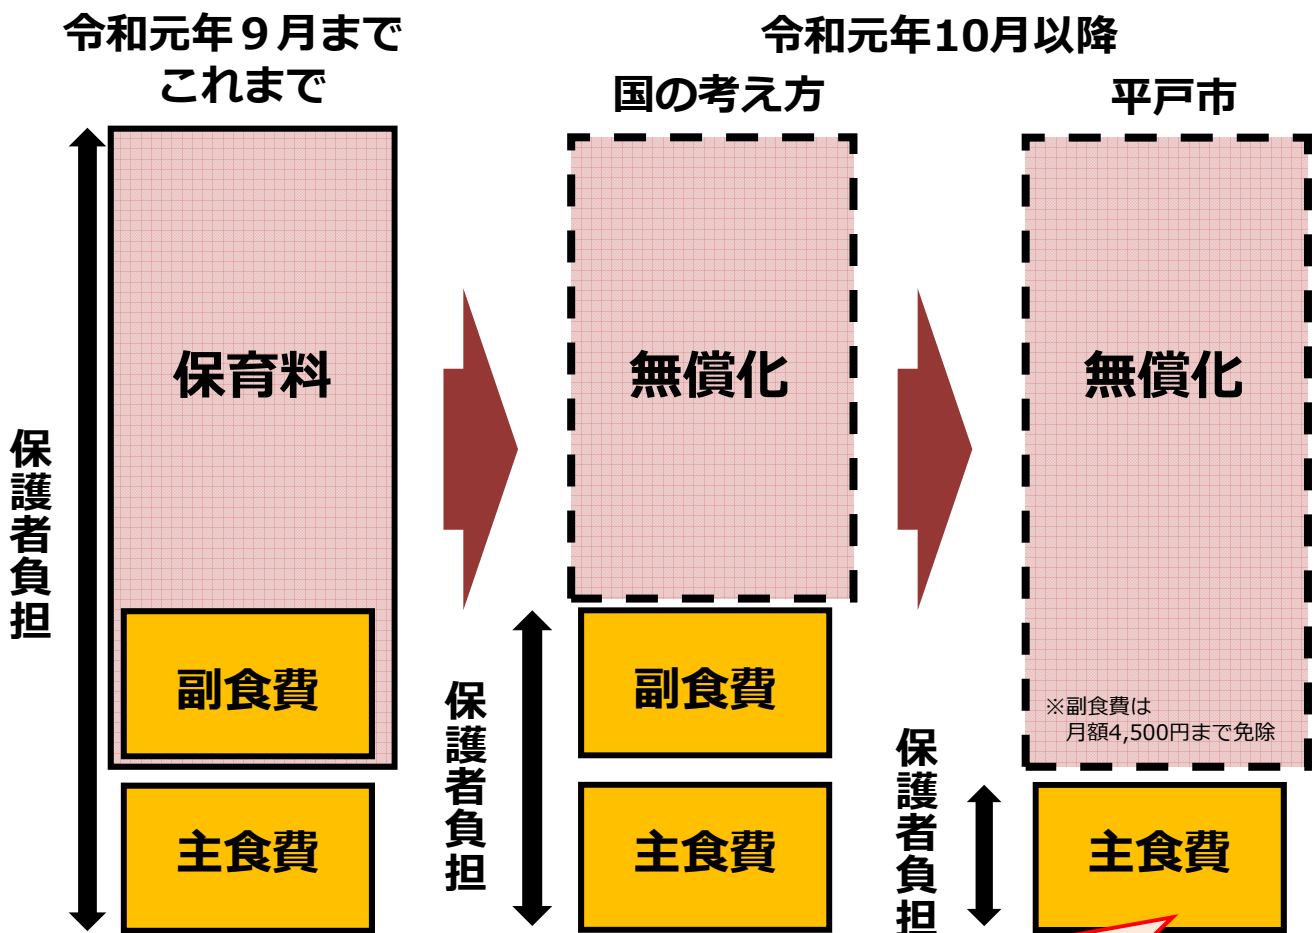 令和元年９月まで
これまで
令和元年10月以降
国の考え方
平戸市
保護者負担
保育料
副食費
主食費
保護者負担
無償化
副食費
主食費
保護者負担
無償化
※副食費は
月額4,500円まで免除
主食費